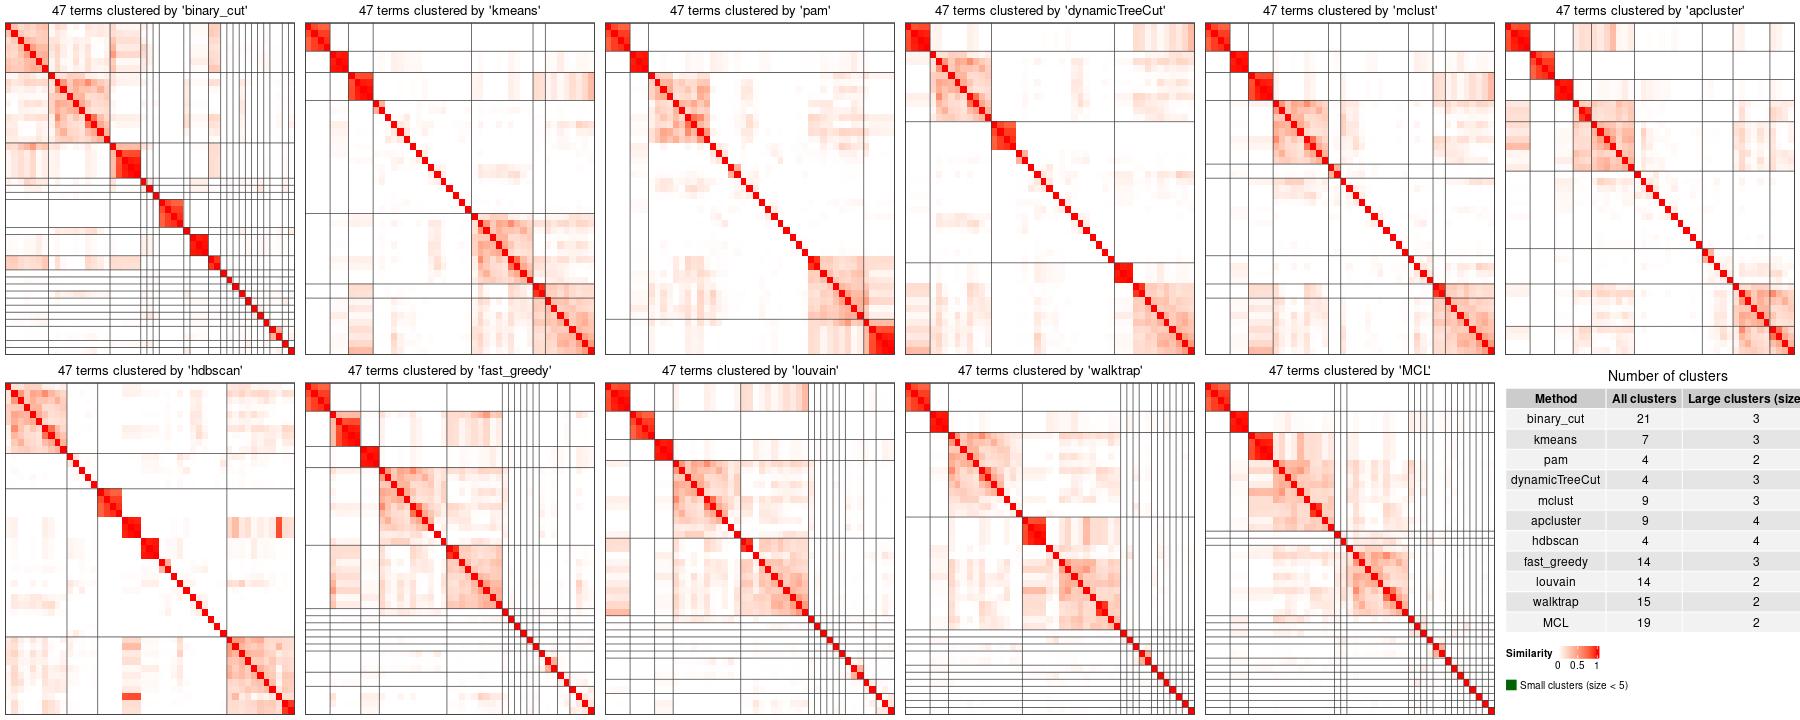 47 terms clustered by 'binary_cut'
47 terms clustered by 'kmeans'
47 terms clustered by 'pam'
47 terms clustered by 'dynamicTreeCut'
47 terms clustered by 'mclust'
47 terms clustered by 'apcluster'
47 terms clustered by 'hdbscan'
47 terms clustered by 'fast_greedy'
47 terms clustered by 'louvain'
47 terms clustered by 'walktrap'
47 terms clustered by 'MCL'
Number of clusters
Method All clusters Large clusters (size
binary_cut 21 3
kmeans 7 3
pam 4 2
dynamicTreeCut 4 3
mclust 9 3
apcluster 9 4
hdbscan 4 4
fast_greedy 14 3
louvain 14 2
walktrap 15 2
MCL 19 2
Similarity
0 0.5 1
Small clusters (size < 5)